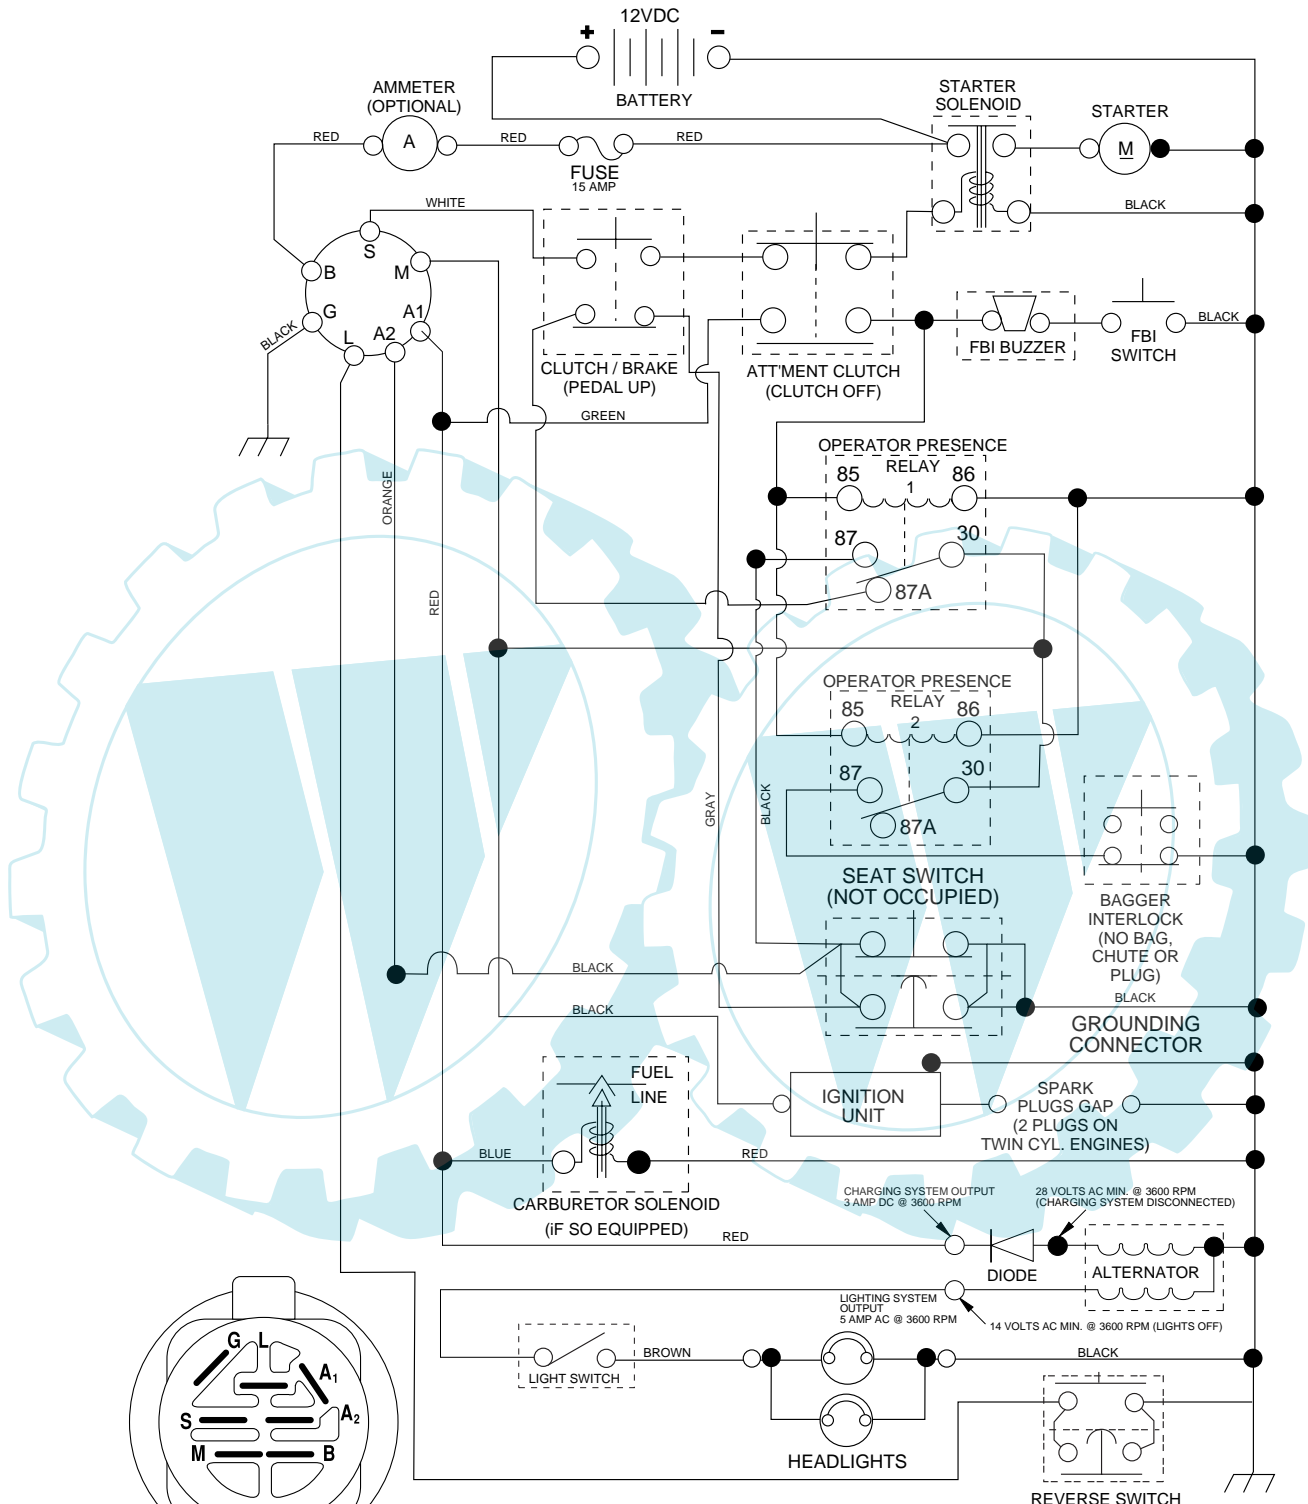 12VDC
+
−
BATTERY
AMMETER
(OPTIONAL)
STARTER
SOLENOID
STARTER
RED
A
RED
RED
FUSE
15 AMP
M
WHITE
BLACK
S
B
M
G
A1
L
A2
BLACK
CLUTCH / BRAKE
(PEDAL UP)
ATT'MENT CLUTCH
(CLUTCH OFF)
FBI BUZZER
FBI
SWITCH
BLACK
GREEN
OPERATOR PRESENCE
RELAY
1
85
86
87
30
87A
ORANGE
RED
OPERATOR PRESENCE
RELAY
2
85
86
87
30
87A
GRAY
BLACK
SEAT SWITCH
(NOT OCCUPIED)
BAGGER
INTERLOCK
(NO BAG,
CHUTE OR
PLUG)
BLACK
BLACK
BLACK
GROUNDING
CONNECTOR
FUEL
LINE
IGNITION
UNIT
SPARK
PLUGS GAP
(2 PLUGS ON
TWIN CYL. ENGINES)
BLUE
RED
CARBURETOR SOLENOID
(iF SO EQUIPPED)
CHARGING SYSTEM OUTPUT
3 AMP DC @ 3600 RPM
28 VOLTS AC MIN. @ 3600 RPM
(CHARGING SYSTEM DISCONNECTED)
RED
DIODE
ALTERNATOR
LIGHTING SYSTEM
OUTPUT
5 AMP AC @ 3600 RPM
14 VOLTS AC MIN. @ 3600 RPM (LIGHTS OFF)
LIGHT SWITCH
BROWN
BLACK
HEADLIGHTS
G
L
A1
S
A2
M
B
REVERSE SWITCH